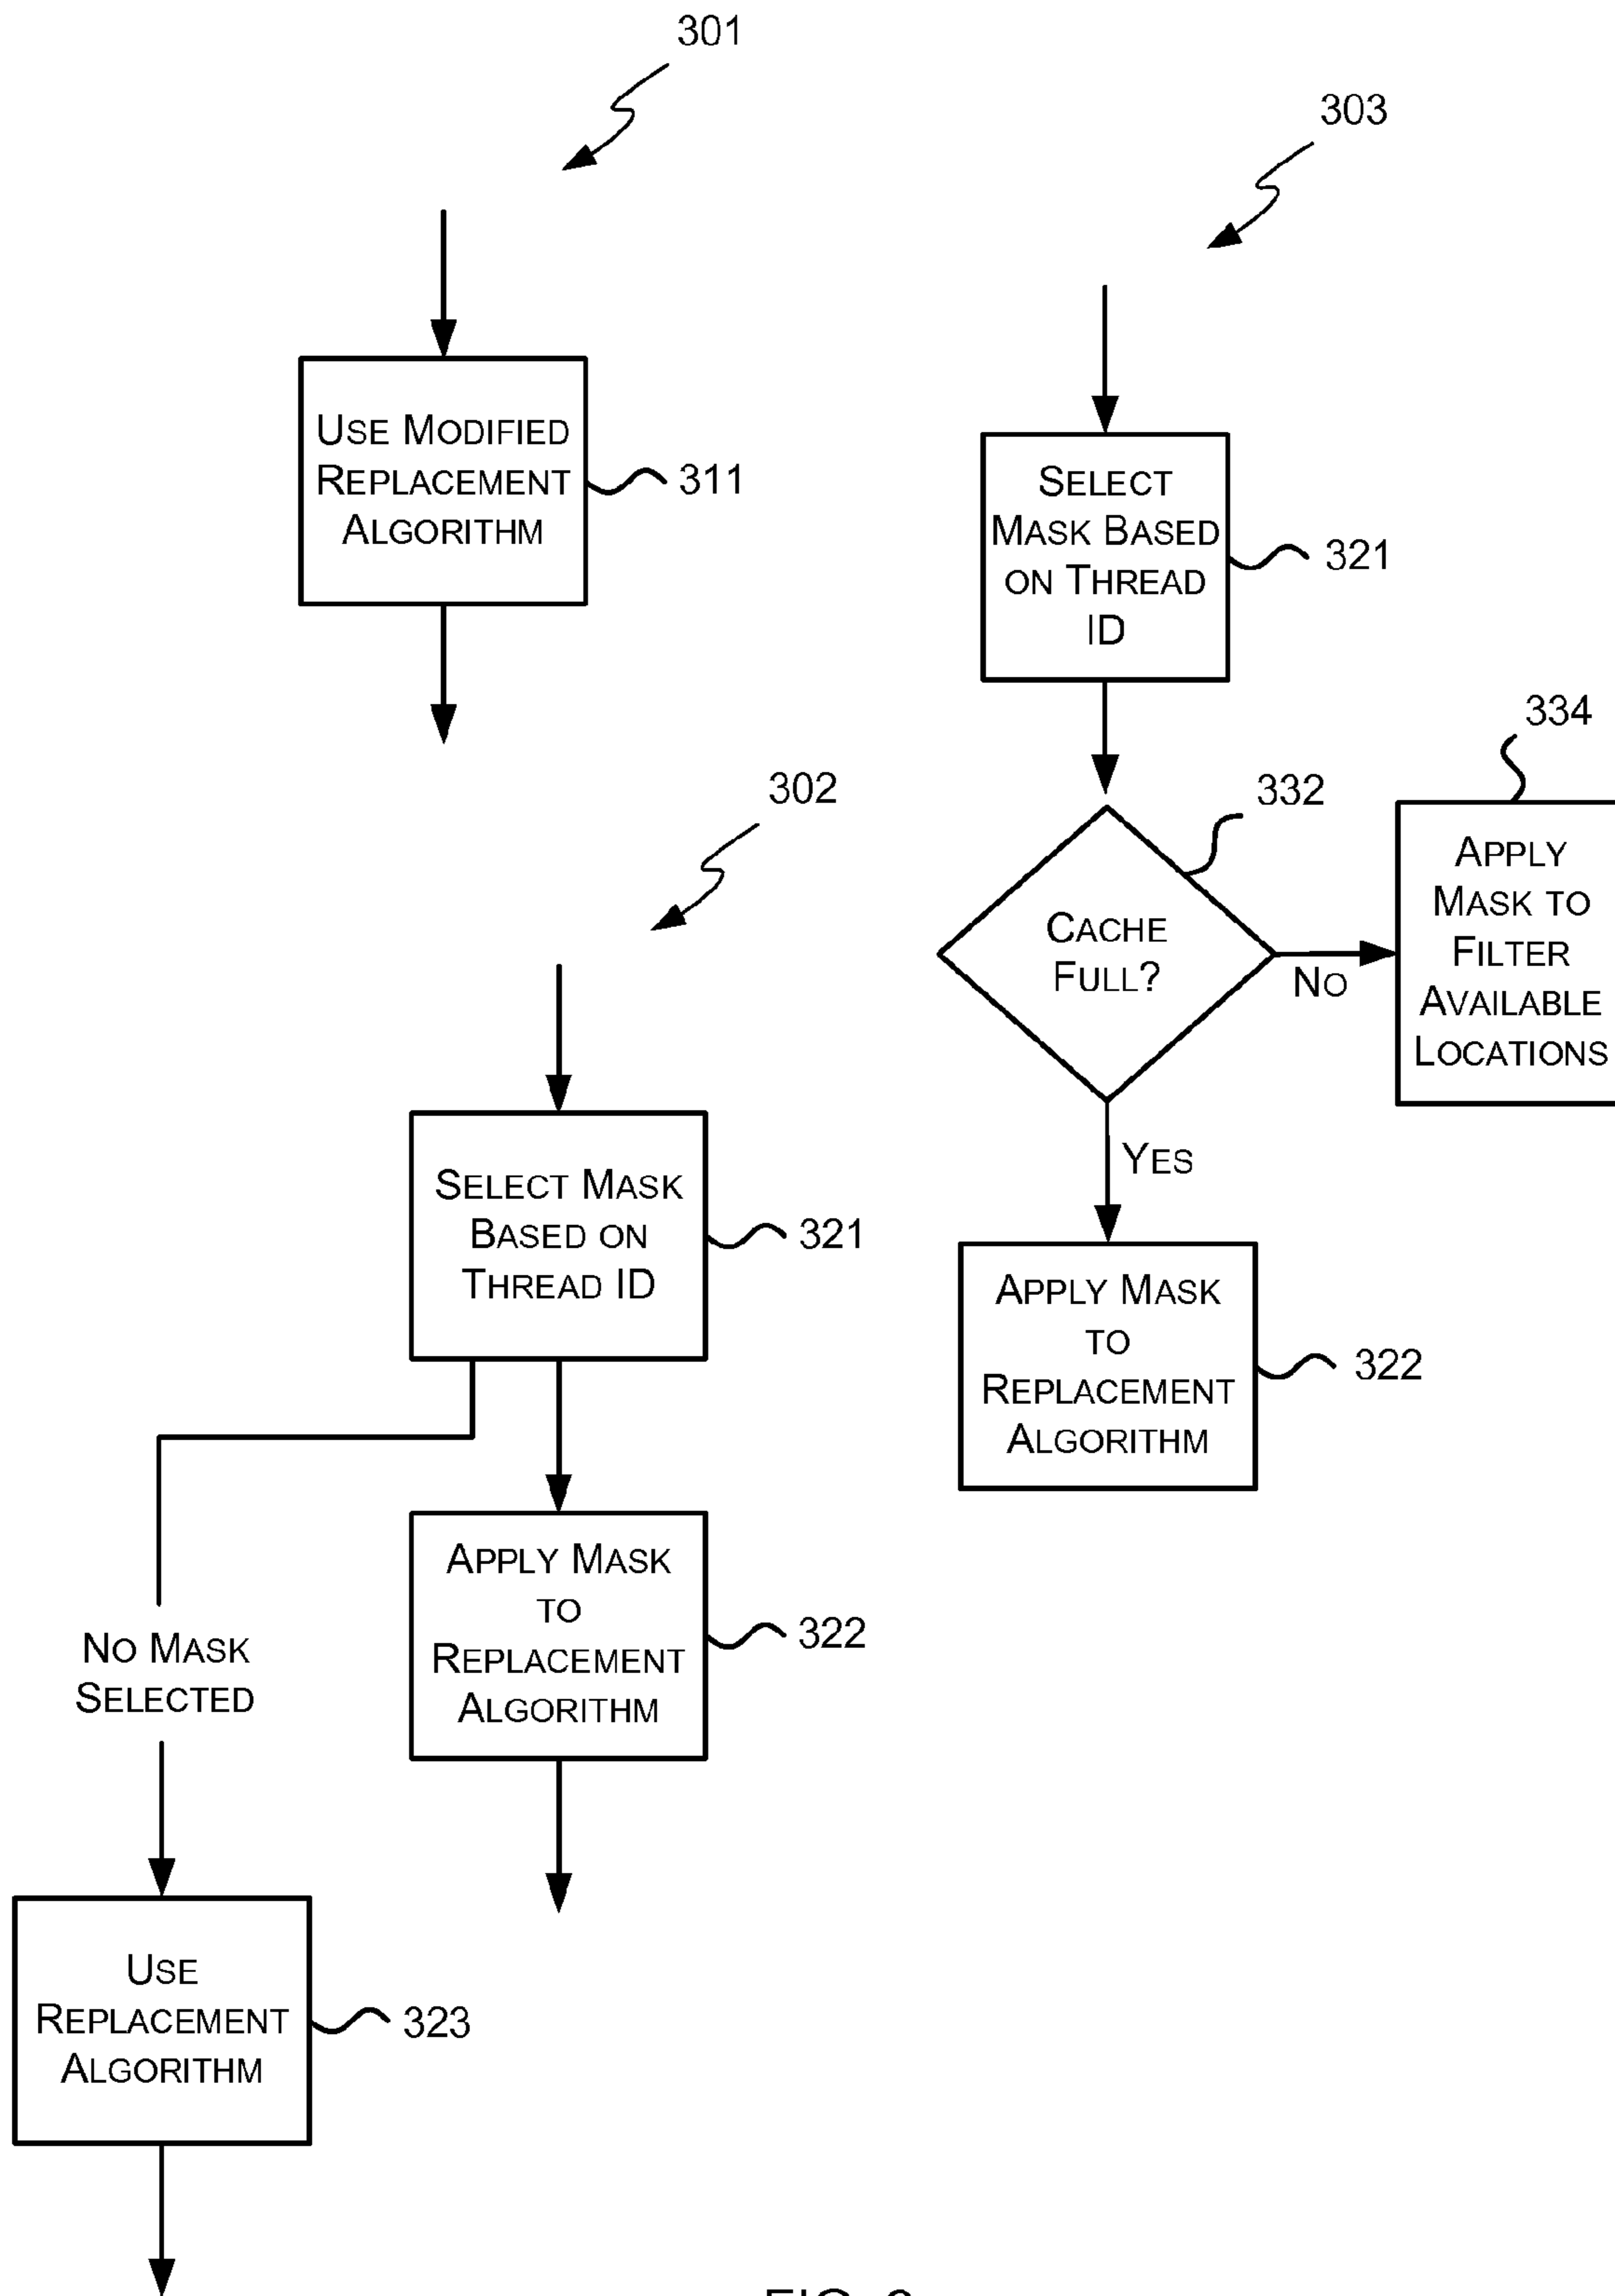 301
USE MODIFIED
REPLACEMENT
ALGORITHM
311
302
SELECT MASK
BASED ON
THREAD ID
321
APPLY MASK
TO
REPLACEMENT
ALGORITHM
322
NO MASK
SELECTED
USE
REPLACEMENT
ALGORITHM
323
303
SELECT
MASK BASED
ON THREAD
ID
321
332
CACHE
FULL?
NO
334
APPLY
MASK TO
FILTER
AVAILABLE
LOCATIONS
YES
APPLY MASK
TO
REPLACEMENT
ALGORITHM
322
FIG.